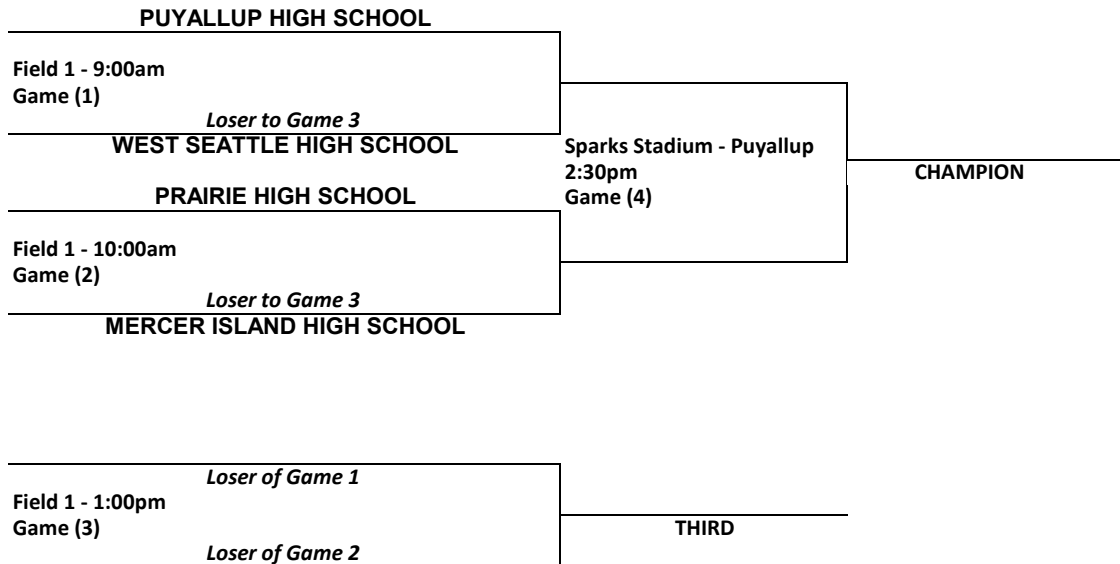 PUYALLUP HIGH SCHOOL
Field 1 - 9:00am
Game (1)
Loser to Game 3
WEST SEATTLE HIGH SCHOOL
Sparks Stadium - Puyallup
2:30pm
Game (4)
CHAMPION
PRAIRIE HIGH SCHOOL
Field 1 - 10:00am
Game (2)
Loser to Game 3
MERCER ISLAND HIGH SCHOOL
Loser of Game 1
Field 1 - 1:00pm
Game (3)
THIRD
Loser of Game 2